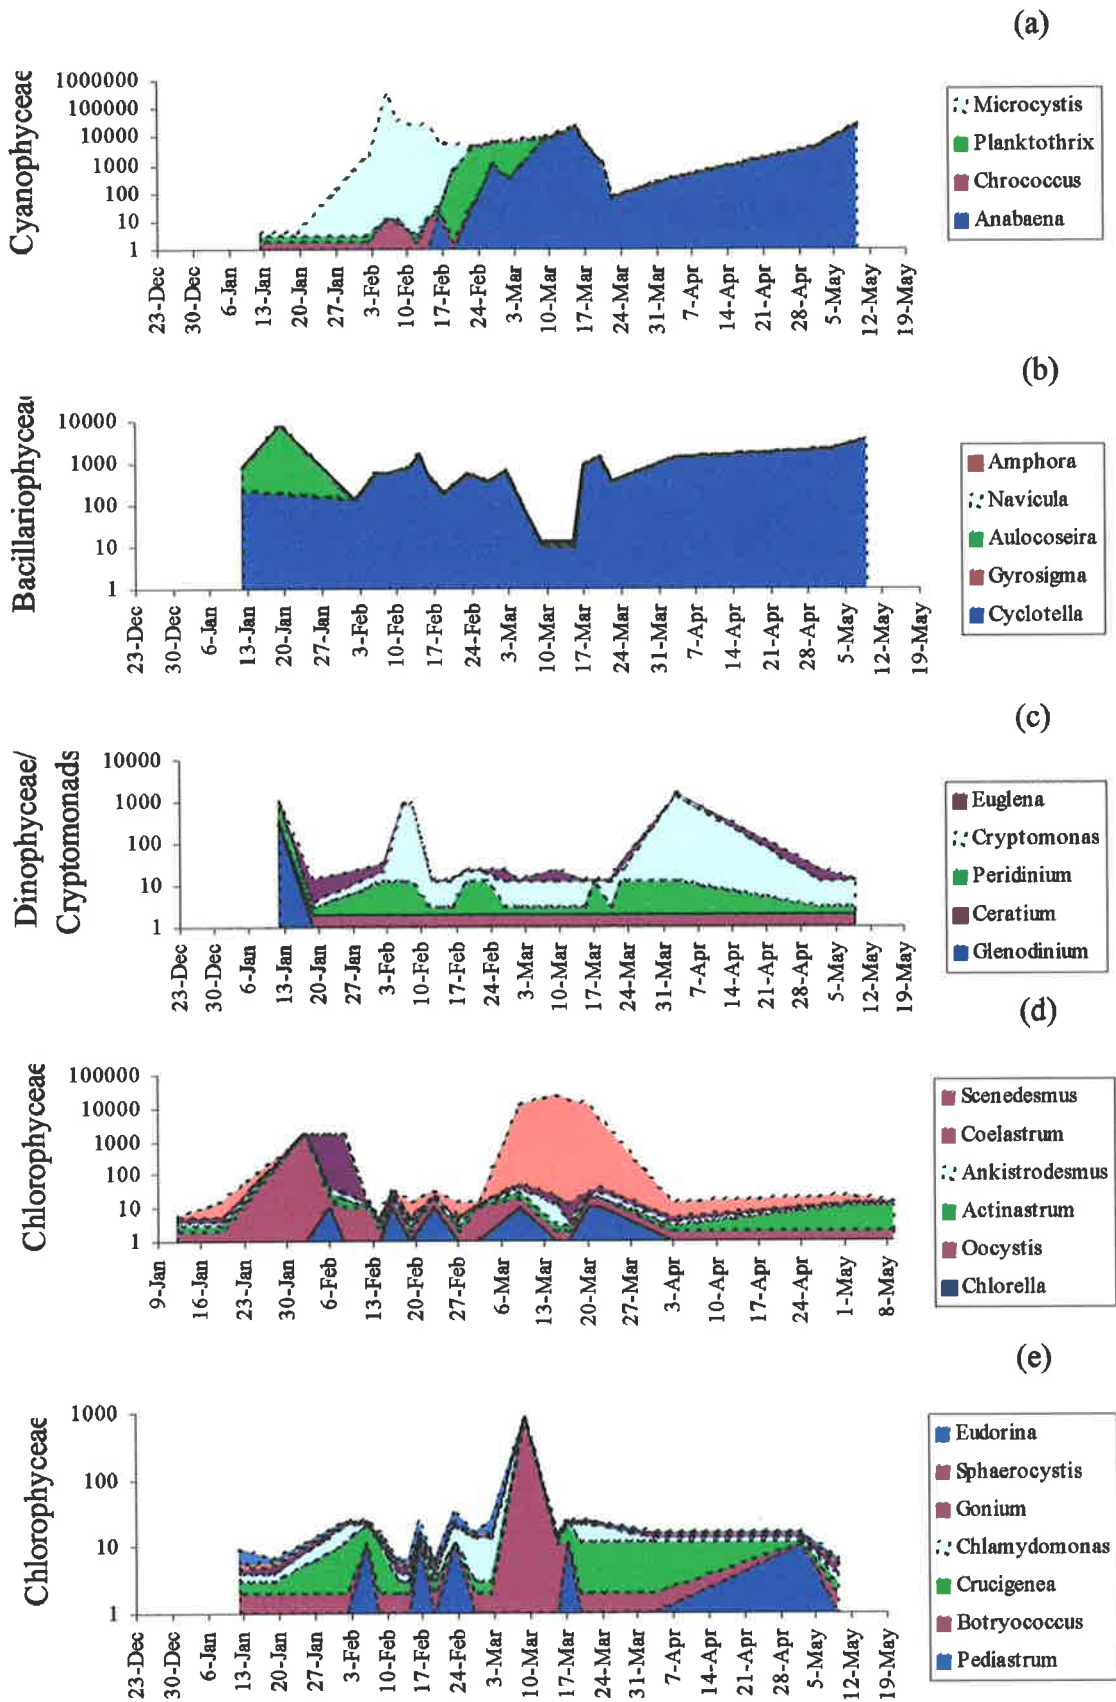 (a)
Cyanophyceae
1000000
100000
10000
1000
100
10
1
23-Dec
30-Dec
6-Jan
13-Jan
20-Jan
27-Jan
3-Feb
10-Feb
17-Feb
24-Feb
3-Mar
10-Mar
17-Mar
24-Mar
31-Mar
7-Apr
14-Apr
21-Apr
28-Apr
5-May
12-May
19-May
Microcystis
Planktothrix
Chrococcus
Anabaena
(b)
Bacillariophyceae
10000
1000
100
10
1
23-Dec
30-Dec
6-Jan
13-Jan
20-Jan
27-Jan
3-Feb
10-Feb
17-Feb
24-Feb
3-Mar
10-Mar
17-Mar
24-Mar
31-Mar
7-Apr
14-Apr
21-Apr
28-Apr
5-May
12-May
19-May
Amphora
Navicula
Aulocoseira
Gyrosigma
Cyclotella
(c)
Dinophyceae/
Cryptomonads
10000
1000
100
10
1
23-Dec
30-Dec
6-Jan
13-Jan
20-Jan
27-Jan
3-Feb
10-Feb
17-Feb
24-Feb
3-Mar
10-Mar
17-Mar
24-Mar
31-Mar
7-Apr
14-Apr
21-Apr
28-Apr
5-May
12-May
19-May
Euglena
Cryptomonas
Peridinium
Ceratium
Glenodinium
(d)
Chlorophyceae
100000
10000
1000
100
10
1
9-Jan
16-Jan
23-Jan
30-Jan
6-Feb
13-Feb
20-Feb
27-Feb
6-Mar
13-Mar
20-Mar
27-Mar
3-Apr
10-Apr
17-Apr
24-Apr
1-May
8-May
Scenedesmus
Coelastrum
Ankistrodesmus
Actinastrum
Oocystis
Chlorella
(e)
Chlorophyceae
1000
100
10
1
23-Dec
30-Dec
6-Jan
13-Jan
20-Jan
27-Jan
3-Feb
10-Feb
17-Feb
24-Feb
3-Mar
10-Mar
17-Mar
24-Mar
31-Mar
7-Apr
14-Apr
21-Apr
28-Apr
5-May
12-May
19-May
Eudorina
Sphaerocystis
Gonium
Chlamydomonas
Crucigenea
Botryococcus
Pediastrum